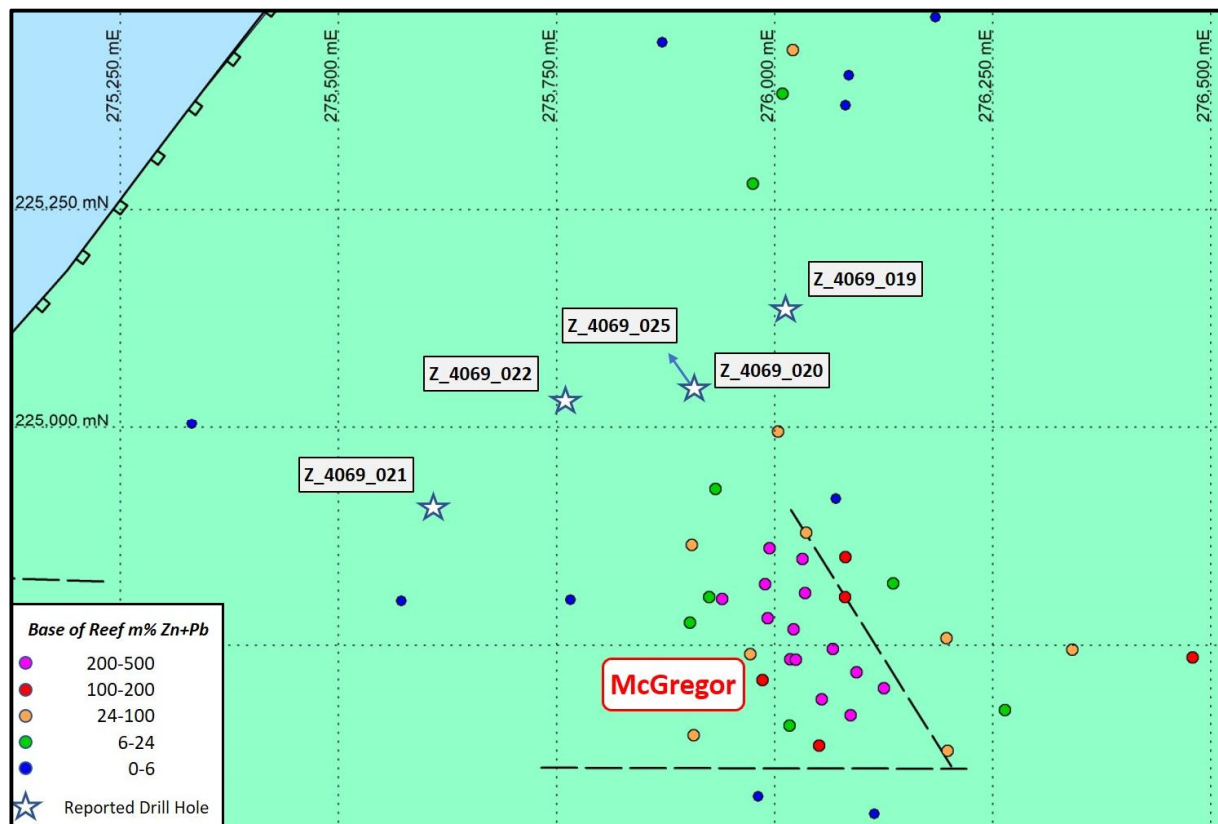 275,250 mE
275,500 mE
275,750 mE
276,000 mE
276,250 mE
276,500 mE
225,250 mN
Z_4069_019
Z_4069_025
Z_4069_022
Z_4069_020
225,000 mN
Z_4069_021
McGregor
Base of Reef m% Zn+Pb
200-500
100-200
24-100
6-24
0-6
Reported Drill Hole